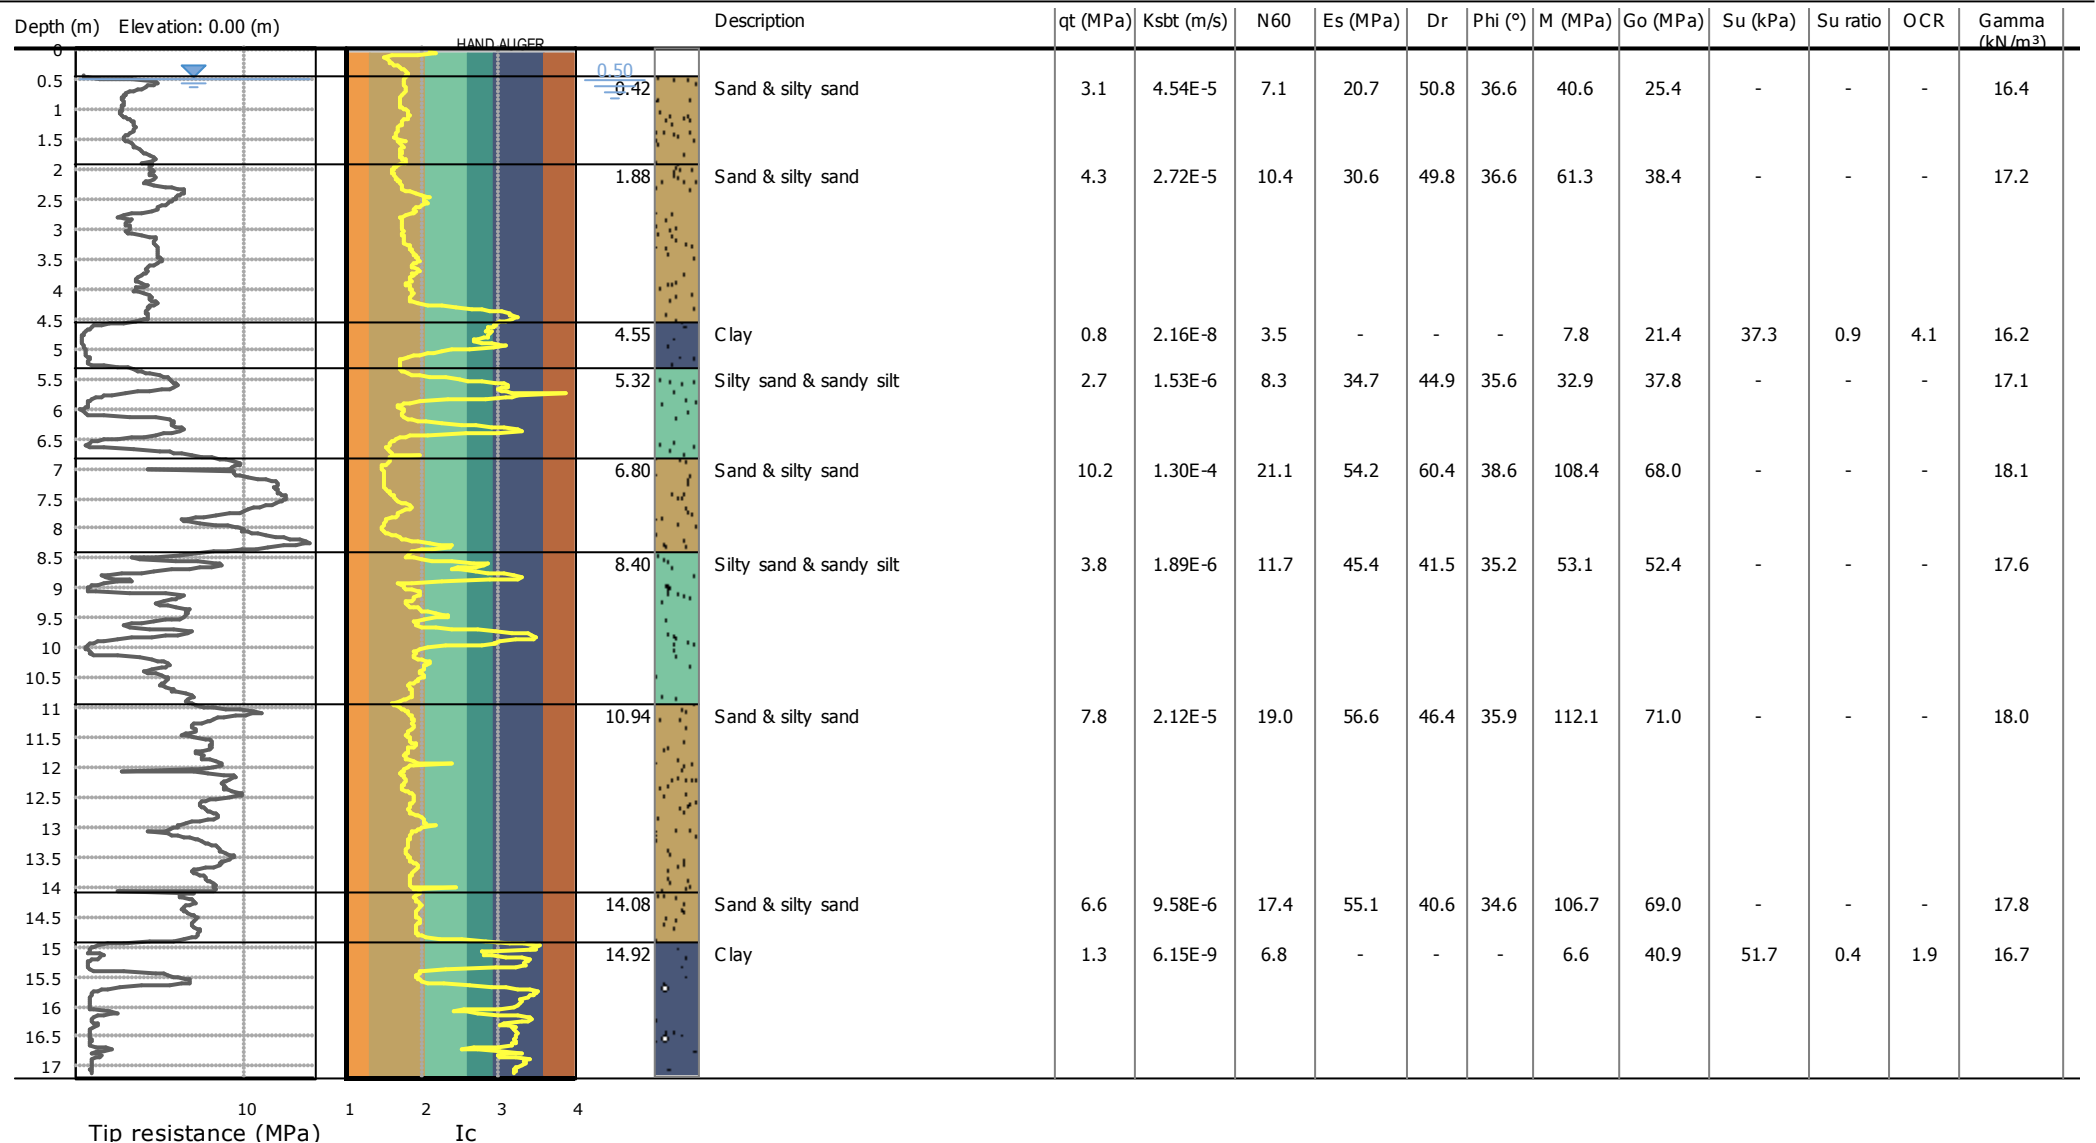 Depth (m) Elevation: 0.00 (m) HAND AUGER Description qt (MPa) Ksbt (m/s) N60 Es (MPa) Dr Phi (°) M (MPa) Go (MPa) Su (kPa) Su ratio OCR Gamma (kN/m³)
0
0.50
0.5 0.42 Sand & silty sand 3.1 4.54E-5 7.1 20.7 50.8 36.6 40.6 25.4 - - - 16.4
1
1.5
2 1.88 Sand & silty sand 4.3 2.72E-5 10.4 30.6 49.8 36.6 61.3 38.4 - - - 17.2
2.5
3
3.5
4
4.5 4.55 Clay 0.8 2.16E-8 3.5 - - - 7.8 21.4 37.3 0.9 4.1 16.2
5
5.5 5.32 Silty sand & sandy silt 2.7 1.53E-6 8.3 34.7 44.9 35.6 32.9 37.8 - - - 17.1
6
6.5
7 6.80 Sand & silty sand 10.2 1.30E-4 21.1 54.2 60.4 38.6 108.4 68.0 - - - 18.1
7.5
8
8.5 8.40 Silty sand & sandy silt 3.8 1.89E-6 11.7 45.4 41.5 35.2 53.1 52.4 - - - 17.6
9
9.5
10
10.5
11 10.94 Sand & silty sand 7.8 2.12E-5 19.0 56.6 46.4 35.9 112.1 71.0 - - - 18.0
11.5
12
12.5
13
13.5
14 14.08 Sand & silty sand 6.6 9.58E-6 17.4 55.1 40.6 34.6 106.7 69.0 - - - 17.8
14.5
15 14.92 Clay 1.3 6.15E-9 6.8 - - - 6.6 40.9 51.7 0.4 1.9 16.7
15.5
16
16.5
17
10 1 2 3 4
Tip resistance (MPa) Ic